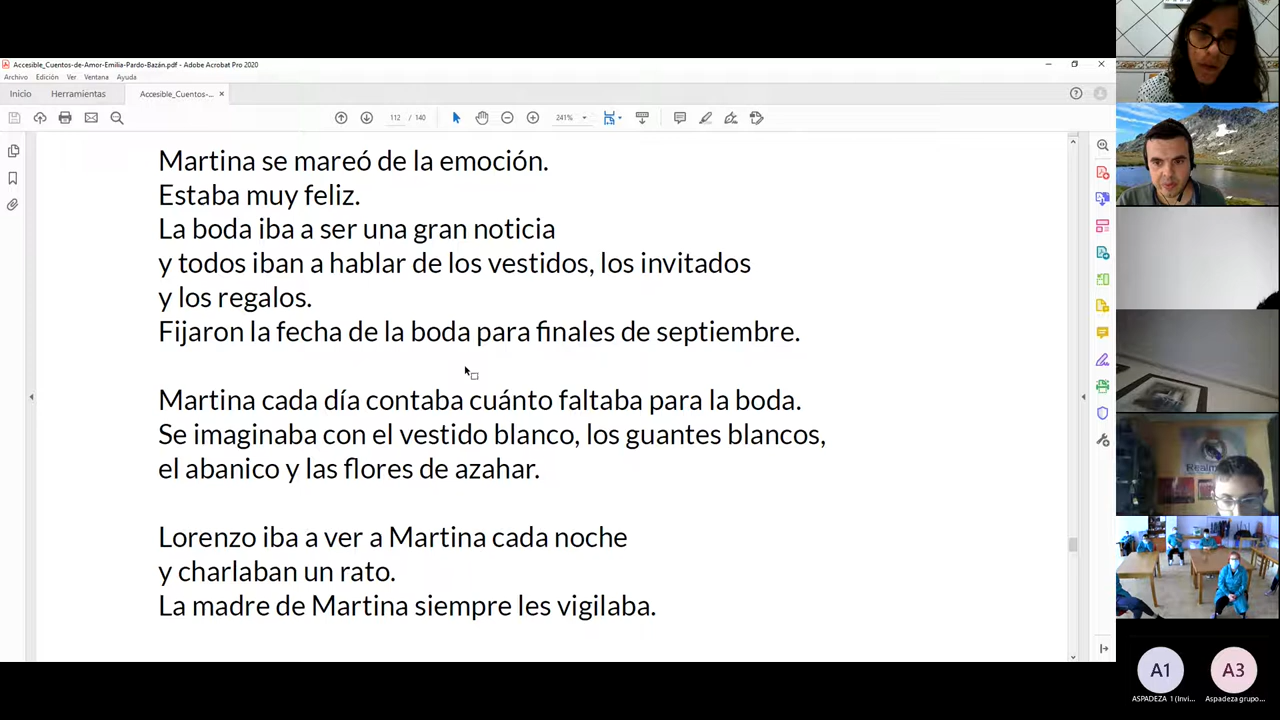 Accesible_Cuentos-de-Amor-Emilia-Pardo-Bazán.pdf - Adobe Acrobat Pro 2020
Archivo Edición Ver Ventana Ayuda
Inicio Herramientas Accesible_Cuentos-... ×
112 / 140 241%
Martina se mareó de la emoción.
Estaba muy feliz.
La boda iba a ser una gran noticia
y todos iban a hablar de los vestidos, los invitados
y los regalos.
Fijaron la fecha de la boda para finales de septiembre.
Martina cada día contaba cuánto faltaba para la boda.
Se imaginaba con el vestido blanco, los guantes blancos,
el abanico y las flores de azahar.
Lorenzo iba a ver a Martina cada noche
y charlaban un rato.
La madre de Martina siempre les vigilaba.
A1 A3
ASPADEZA 1 (Invi... Aspadeza grupo...